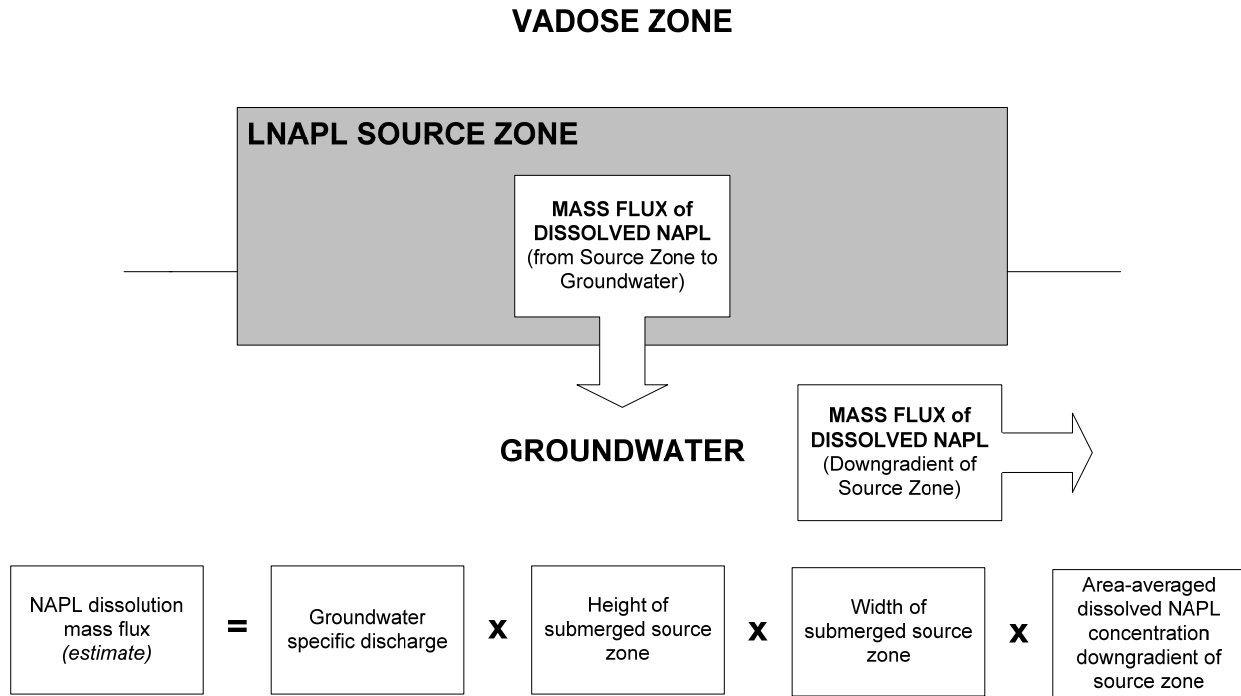 VADOSE ZONE
LNAPL SOURCE ZONE
MASS FLUX of
DISSOLVED NAPL
(from Source Zone to
Groundwater)
GROUNDWATER
MASS FLUX of
DISSOLVED NAPL
(Downgradient of
Source Zone)
NAPL dissolution
mass flux
(estimate)
=
Groundwater
specific discharge
x
Height of
submerged source
zone
x
Width of
submerged source
zone
x
Area-averaged
dissolved NAPL
concentration
downgradient of
source zone